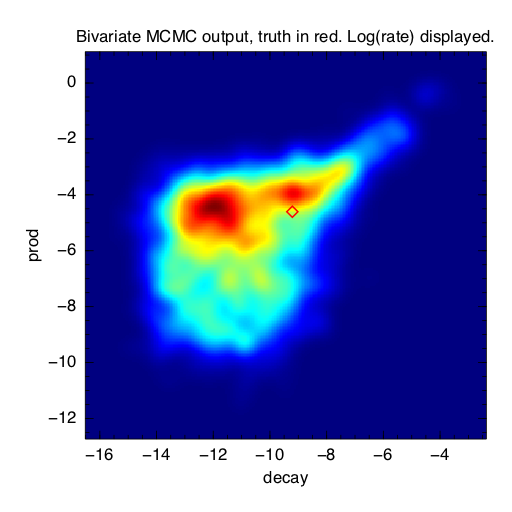 Bivariate MCMC output, truth in red. Log(rate) displayed.
0
−2
−4
−6
−8
−10
−12
prod
−16 −14 −12 −10 −8 −6 −4
decay